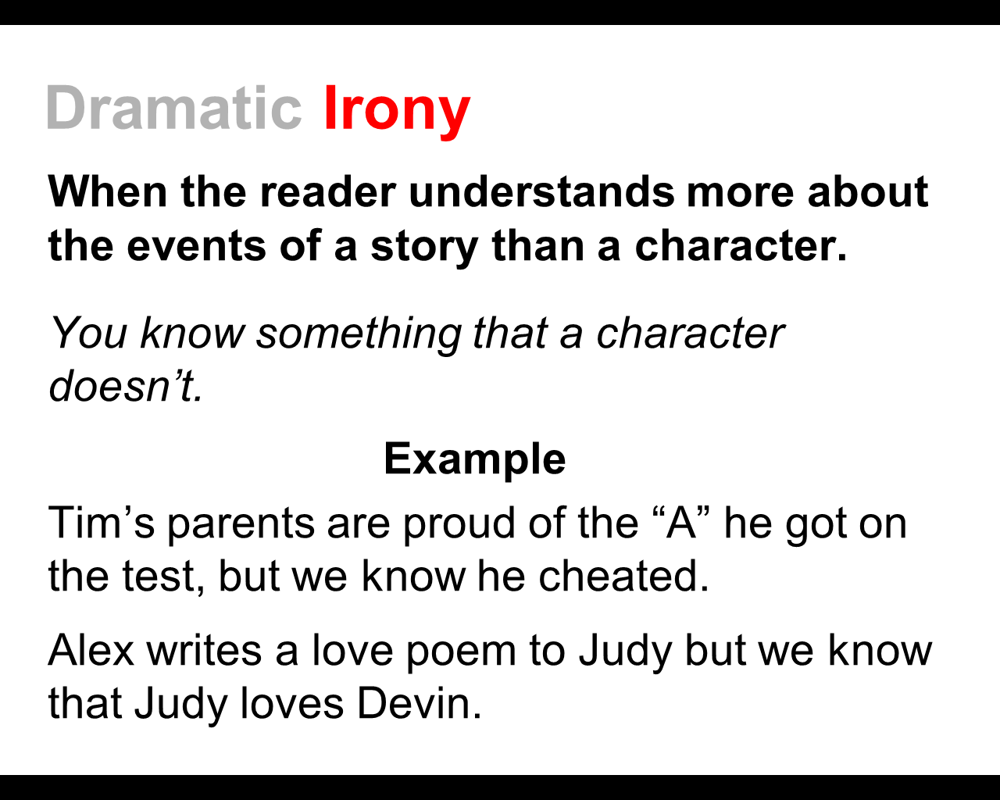 Dramatic Irony
When the reader understands more about
the events of a story than a character.
You know something that a character
doesn’t.
Example
Tim’s parents are proud of the “A” he got on
the test, but we know he cheated.
Alex writes a love poem to Judy but we know
that Judy loves Devin.